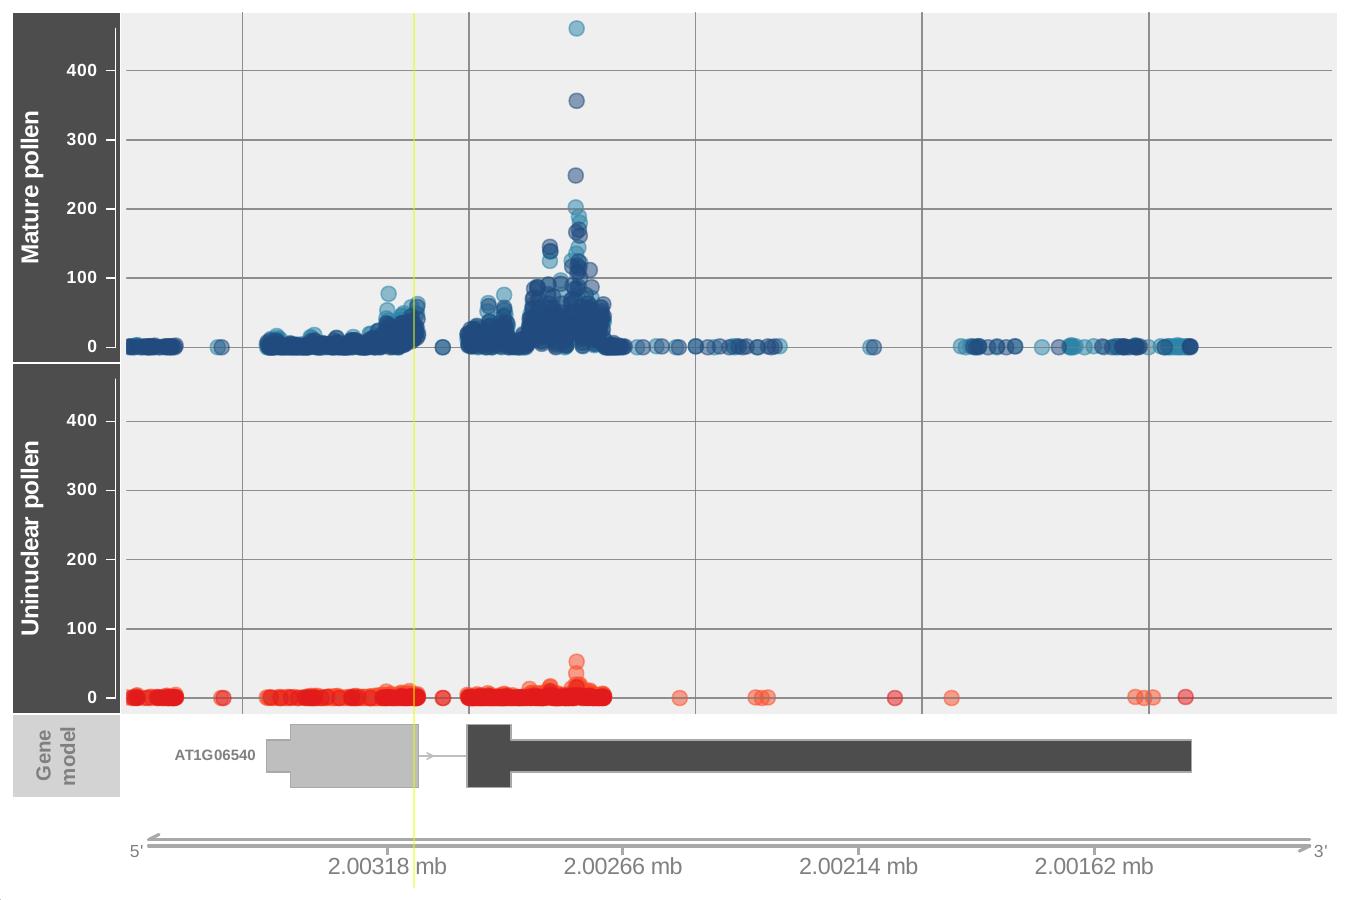 Mature pollen
400
300
200
100
0
Uninuclear pollen
400
300
200
100
0
Gene
model
AT1G06540
5'
3'
2.00318 mb
2.00266 mb
2.00214 mb
2.00162 mb